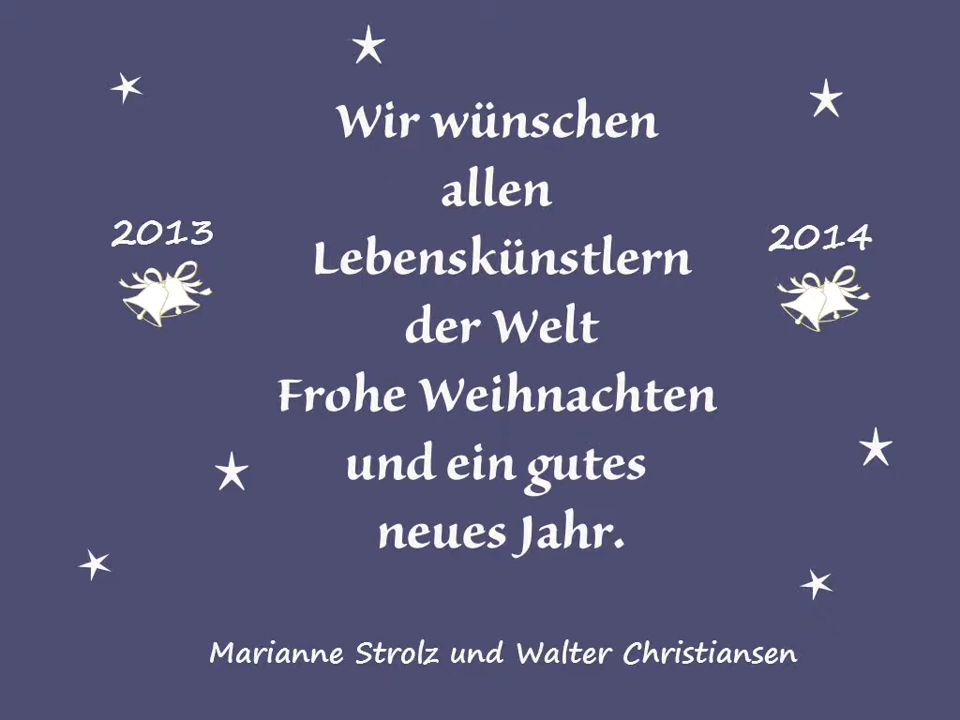 Wir wünschen
allen
2013
Lebenskünstlern
2014
der Welt
Frohe Weihnachten
und ein gutes
neues Jahr.
Marianne Strolz und Walter Christiansen